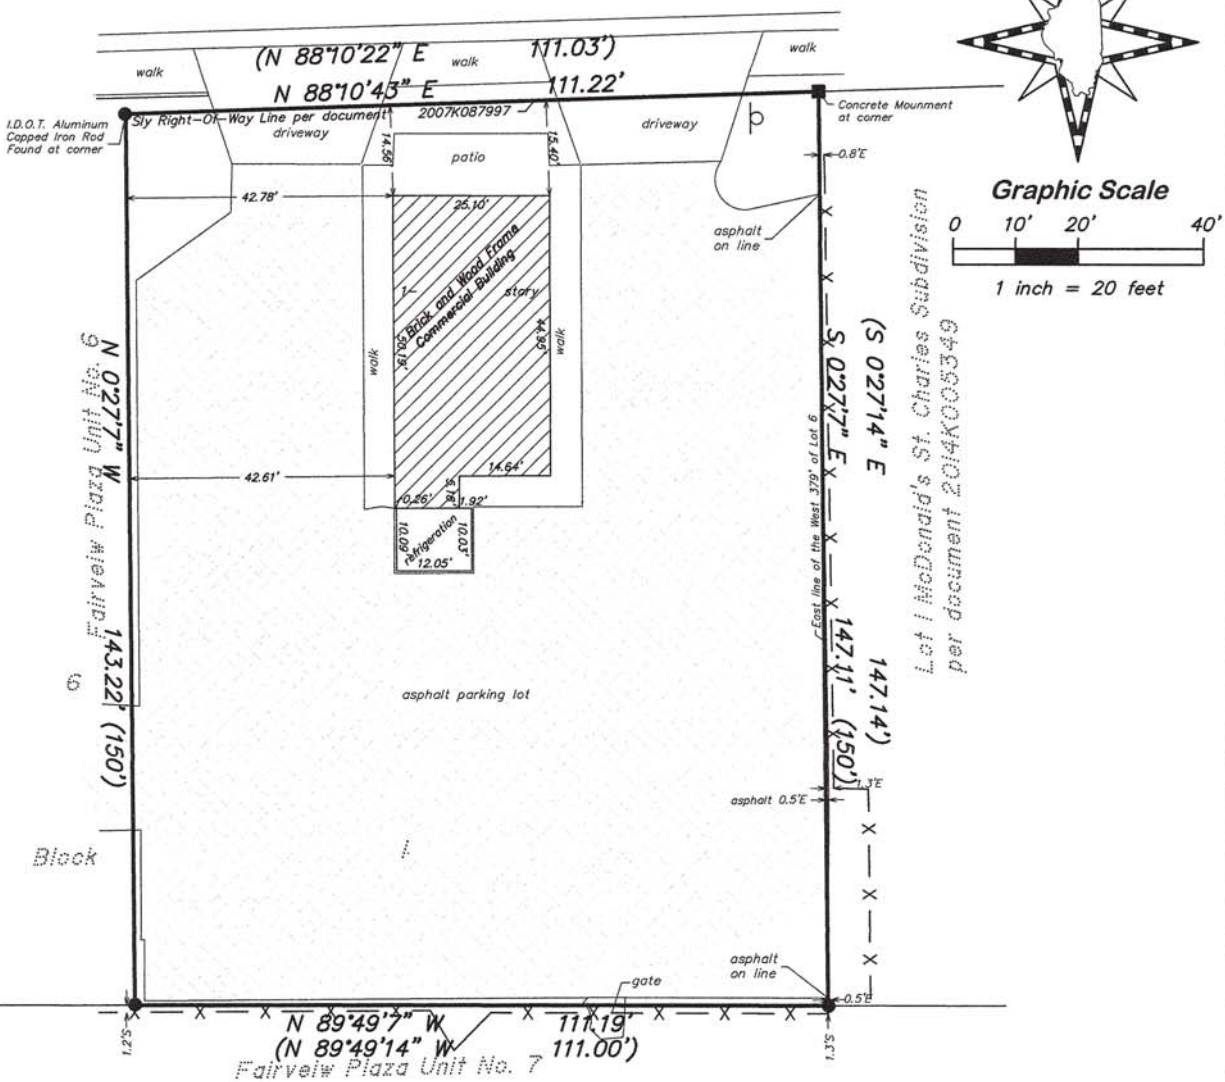 (N 88°10'22" E 111.03')
N 88°10'43" E 111.22'
walk
walk
walk
I.D.O.T. Aluminum
Capped Iron Rod
Found at corner
Sly Right-Of-Way Line per document 2007K087997
driveway
driveway
Concrete Mounment
at corner
14.56'
15.40'
patio
0.8'E
42.78'
25.10'
asphalt
on line
Graphic Scale
0 10' 20' 40'
1 inch = 20 feet
1- story
Brick and Wood Frame
Commercial Building
50.19'
44.95'
walk
walk
N 0°27'7" W
143.22' (150')
Fairveiw Plaza Unit No. 6
S 0°27'7" E
147.11' (150')
(S 0°27'14" E
147.14')
East line of the West 379' of Lot 6
Lot 1 McDonald's St. Charles Subdivision
per document 2014K005349
42.61'
14.64'
5.16'
0.26'
1.92'
10.09'
refrigeration
10.03'
12.05'
6
asphalt parking lot
1.3'E
asphalt 0.5'E
Block
1
asphalt
on line
gate
0.5'E
1.2'S
1.3'S
N 89°49'7" W 111.19'
(N 89°49'14" W 111.00')
Fairveiw Plaza Unit No. 7